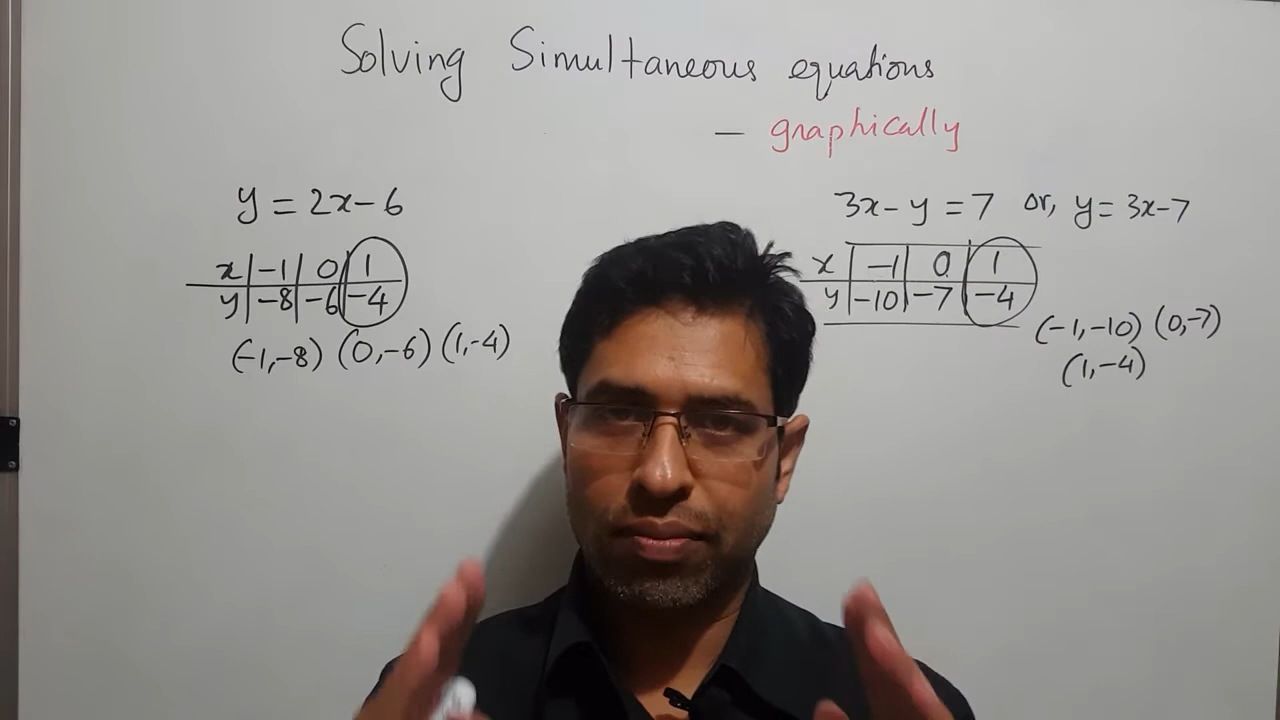 Solving Simultaneous equations
— graphically
y = 2x - 6
x | -1 | 0 | 1
y | -8 | -6 | -4
(-1,-8) (0,-6) (1,-4)
3x - y = 7 or, y = 3x - 7
x | -1 | 0 | 1
y | -10 | -7 | -4
(-1,-10) (0,-7)
(1,-4)